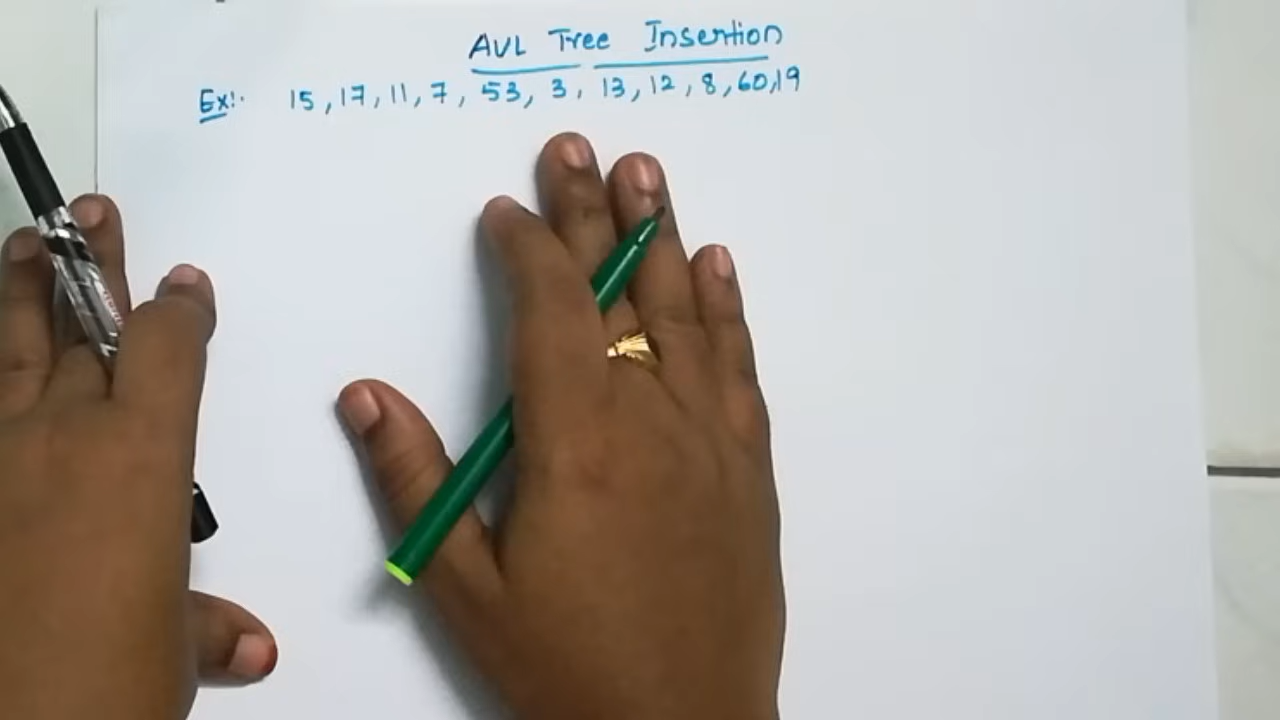 AVL Tree Insertion
Ex:- 15, 17, 11, 7, 53, 3, 13, 12, 8, 60, 19